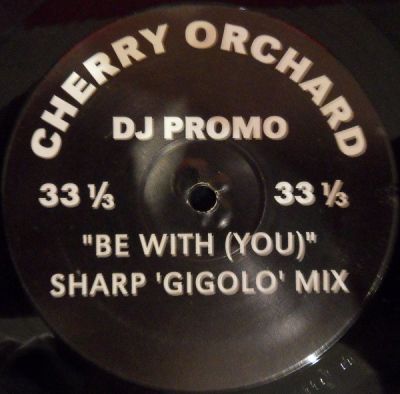 CHERRY ORCHARD
DJ PROMO
33 ⅓ 33 ⅓
"BE WITH (YOU)"
SHARP 'GIGOLO' MIX